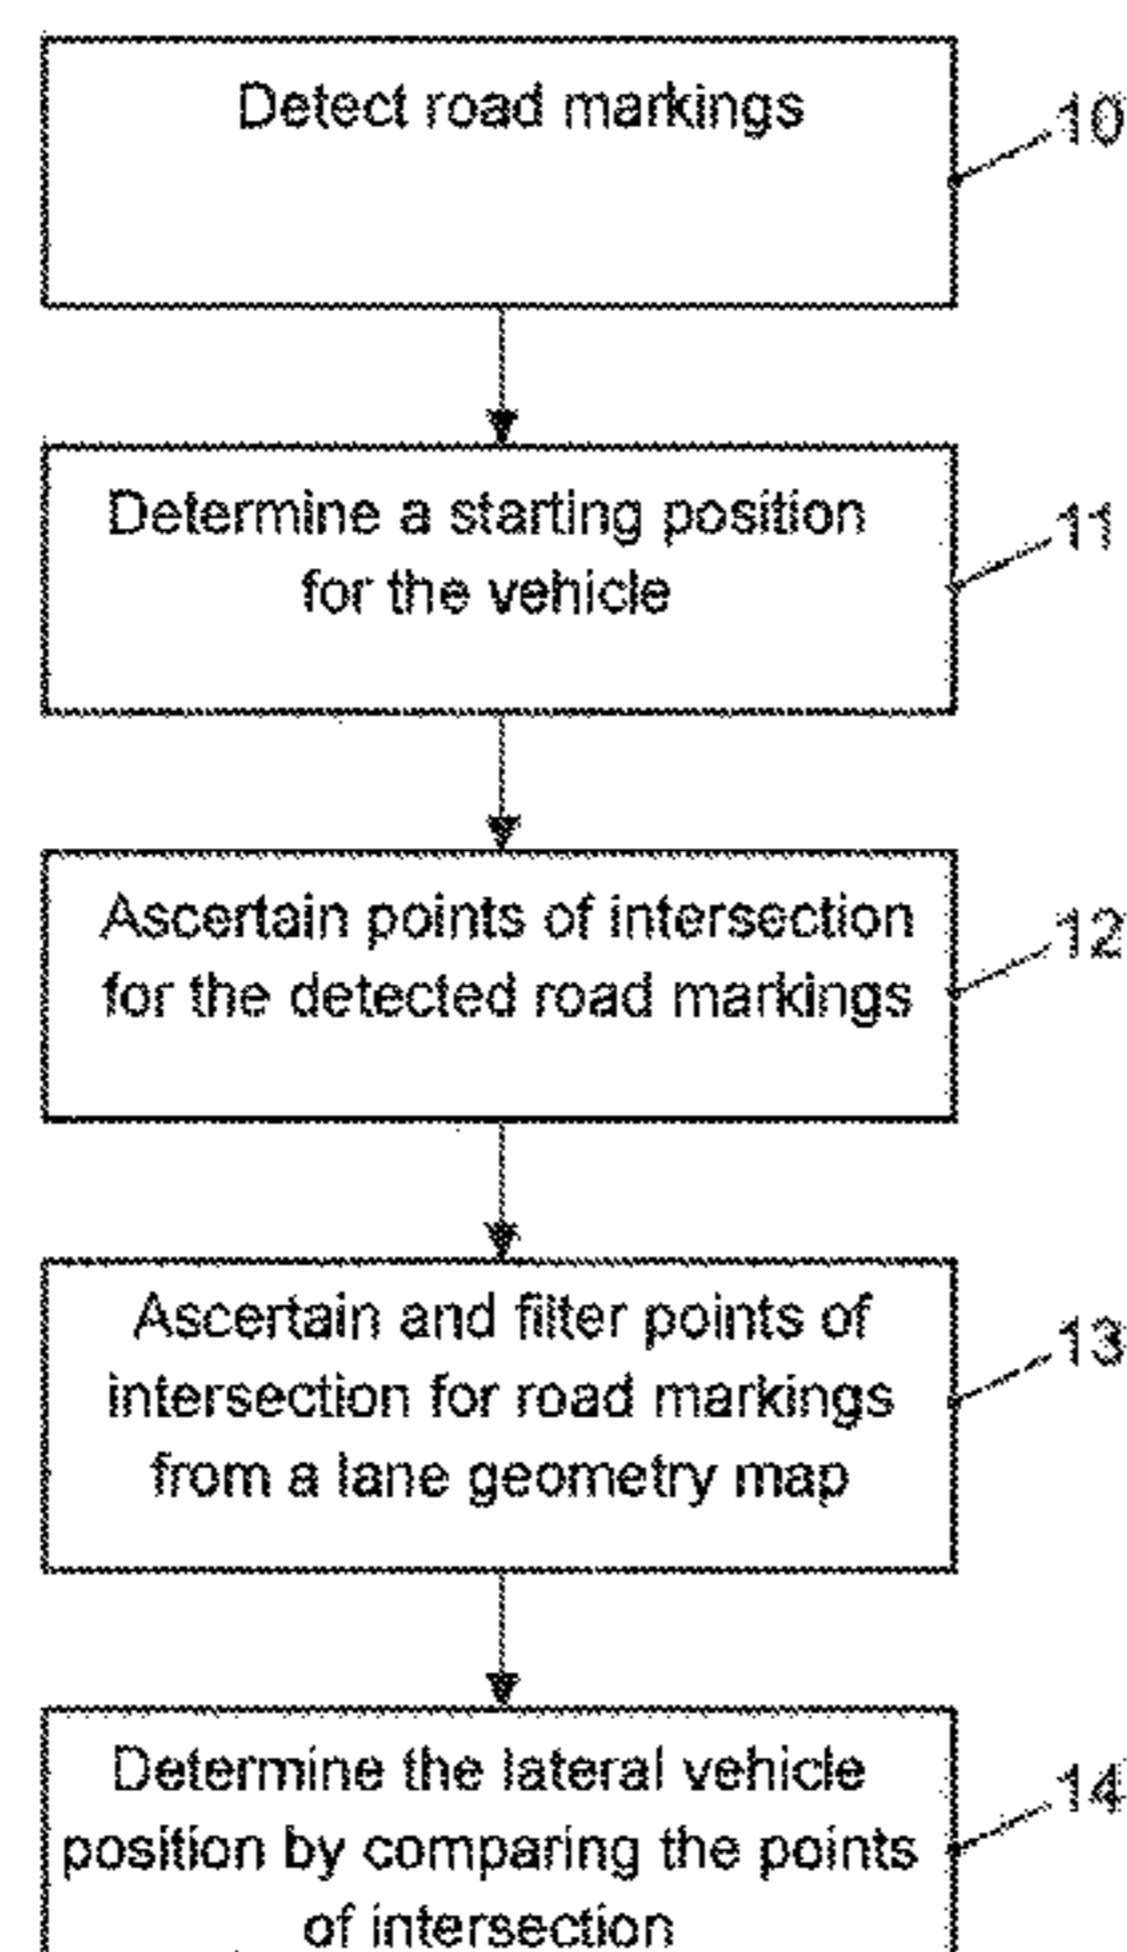 Detect road markings
10
Determine a starting position
for the vehicle
11
Ascertain points of intersection
for the detected road markings
12
Ascertain and filter points of
intersection for road markings
from a lane geometry map
13
Determine the lateral vehicle
position by comparing the points
of intersection
14